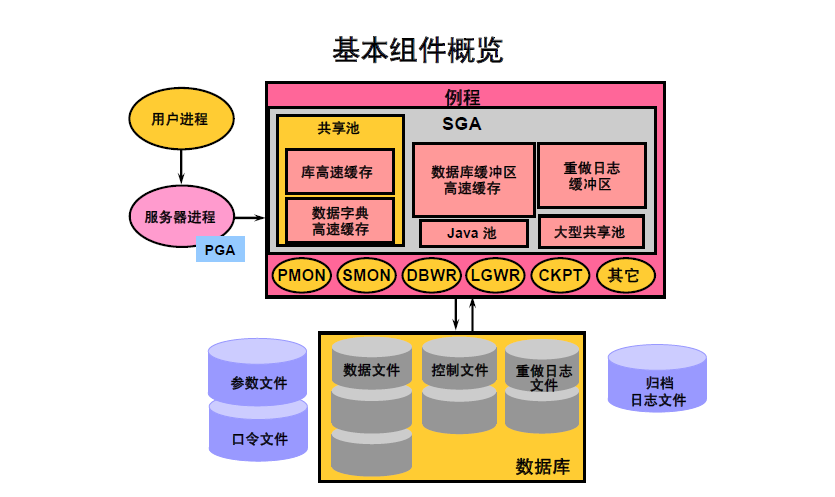 基本组件概览
例程
用户进程
SGA
共享池
库高速缓存
数据库缓冲区
高速缓存
重做日志
缓冲区
服务器进程
数据字典
高速缓存
PGA
Java 池
大型共享池
PMON
SMON
DBWR
LGWR
CKPT
其它
参数文件
口令文件
数据文件
控制文件
重做日志
文件
归档
日志文件
数据库